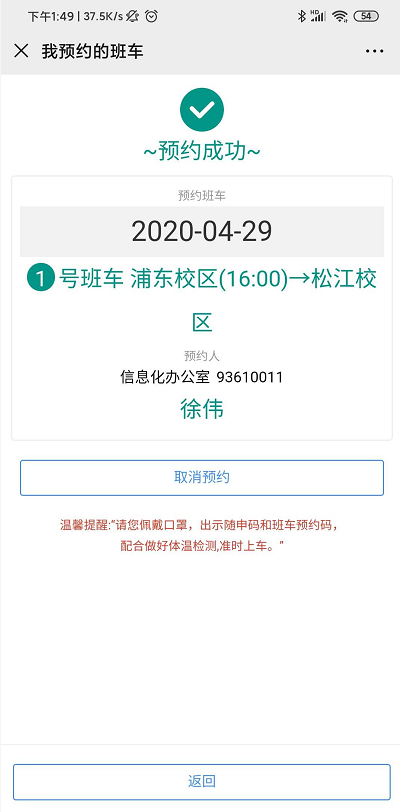 下午1:49 | 37.5K/s
HD
54
我预约的班车
~预约成功~
预约班车
2020-04-29
1号班车 浦东校区(16:00)→松江校
区
预约人
信息化办公室 93610011
徐伟
取消预约
温馨提醒:"请您佩戴口罩，出示随申码和班车预约码，
配合做好体温检测,准时上车。"
返回